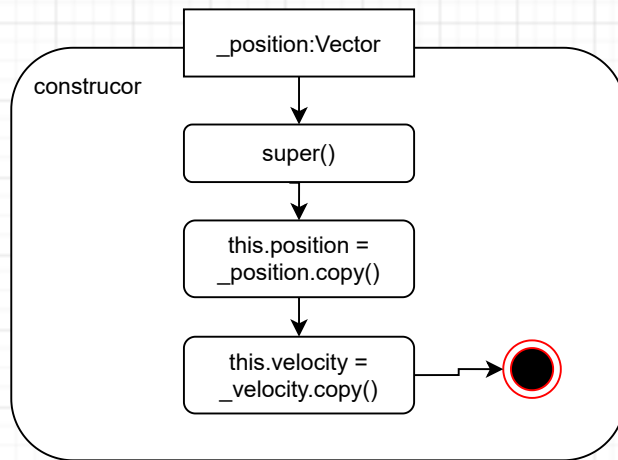 _position:Vector
construcor
super()
this.position =
_position.copy()
this.velocity =
_velocity.copy()